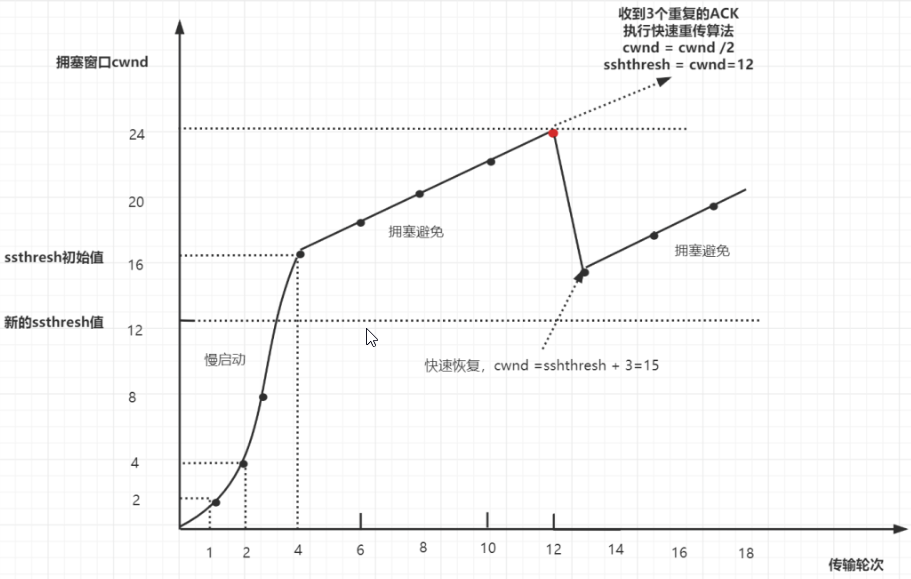 收到3个重复的ACK
执行快速重传算法
cwnd = cwnd /2
sshthresh = cwnd=12
拥塞窗口cwnd
24
20
拥塞避免
拥塞避免
ssthresh初始值
16
新的ssthresh值
12
慢启动
快速恢复，cwnd =sshthresh + 3=15
8
4
2
1 2 4 6 8 10 12 14 16 18
传输轮次